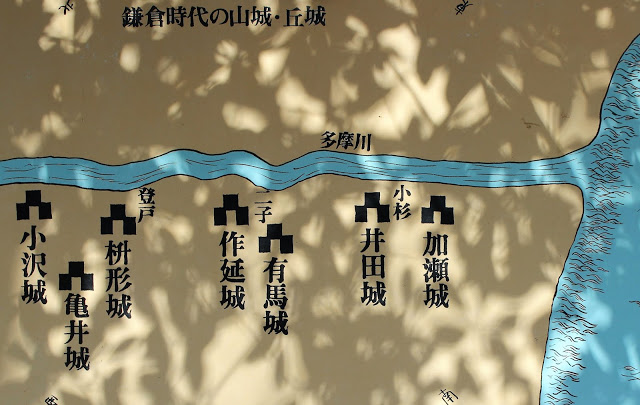 鎌倉時代の山城・丘城
多摩川
登戸
二子
小杉
小沢城
枡形城
亀井城
作延城
有馬城
井田城
加瀬城
南